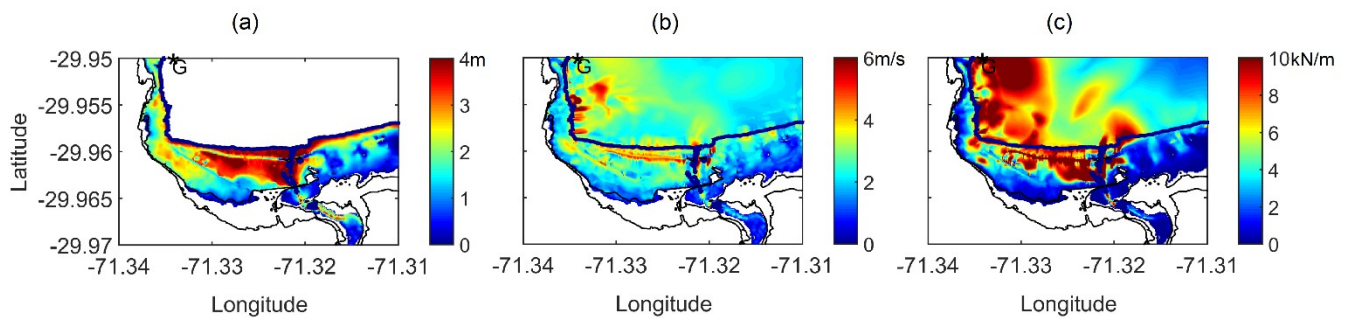 (a) (b) (c)
-29.95 * G 4m * G 6m/s * G 10kN/m
-29.955 3 8
-29.96 2 4 6
-29.965 1 2 4
2
-29.97 0 0 0
-71.34 -71.33 -71.32 -71.31 -71.34 -71.33 -71.32 -71.31 -71.34 -71.33 -71.32 -71.31
Latitude
Longitude Longitude Longitude